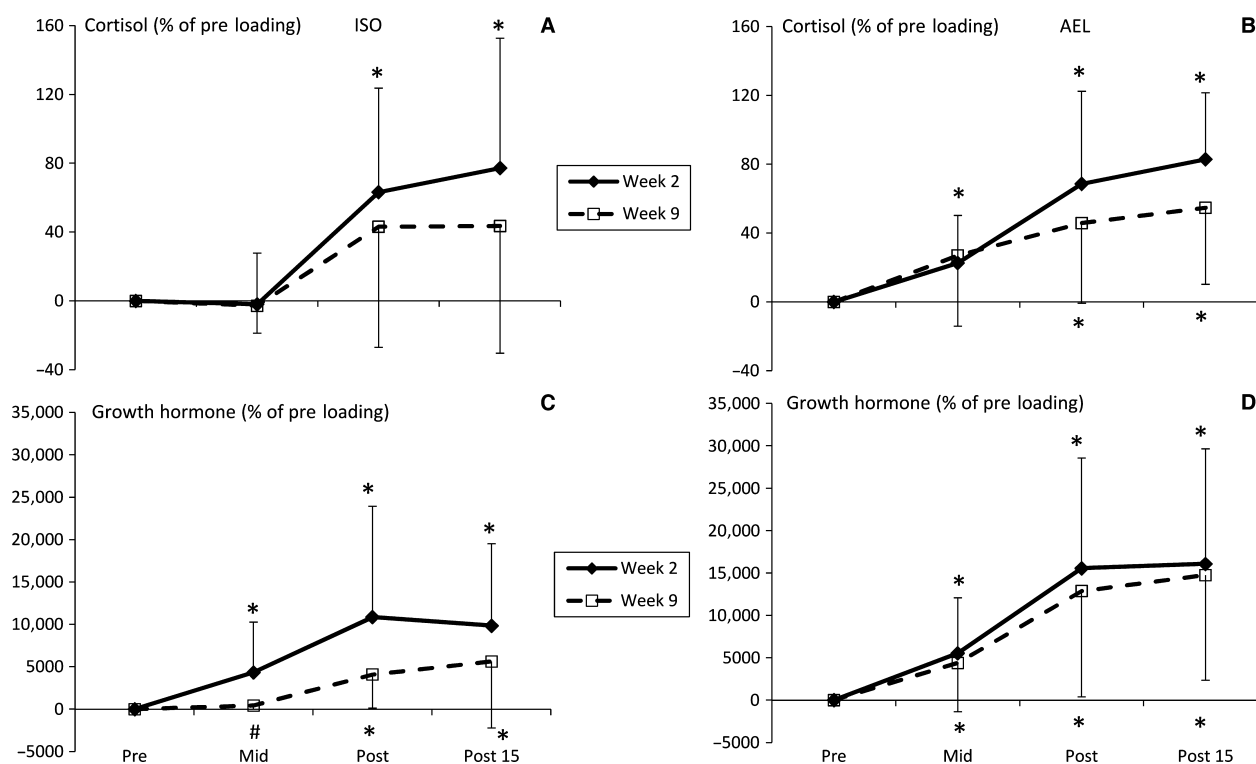 Cortisol (% of pre loading) ISO A
160
120
80
40
0
−40
* *
Week 2
Week 9
Cortisol (% of pre loading) AEL B
160
120
80
40
0
−40
* * *
* *
Growth hormone (% of pre loading) C
35,000
30,000
25,000
20,000
15,000
10,000
5000
0
−5000
* * *
# * *
Pre Mid Post Post 15
Week 2
Week 9
Growth hormone (% of pre loading) D
35,000
30,000
25,000
20,000
15,000
10,000
5000
0
−5000
* * *
* * *
Pre Mid Post Post 15